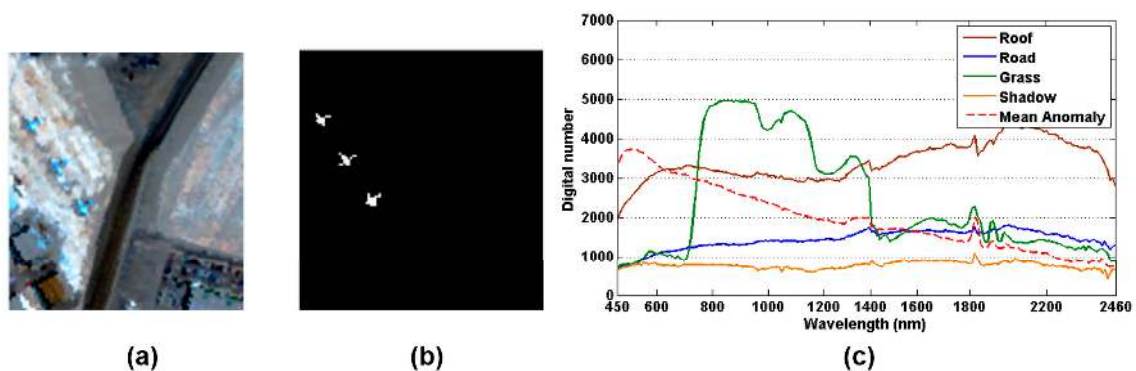 7000
6000
5000
4000
3000
2000
1000
0
Digital number
Roof
Road
Grass
Shadow
Mean Anomaly
450 600 800 1000 1200 1400 1600 1800 2200 2460
Wavelength (nm)
(a) (b) (c)